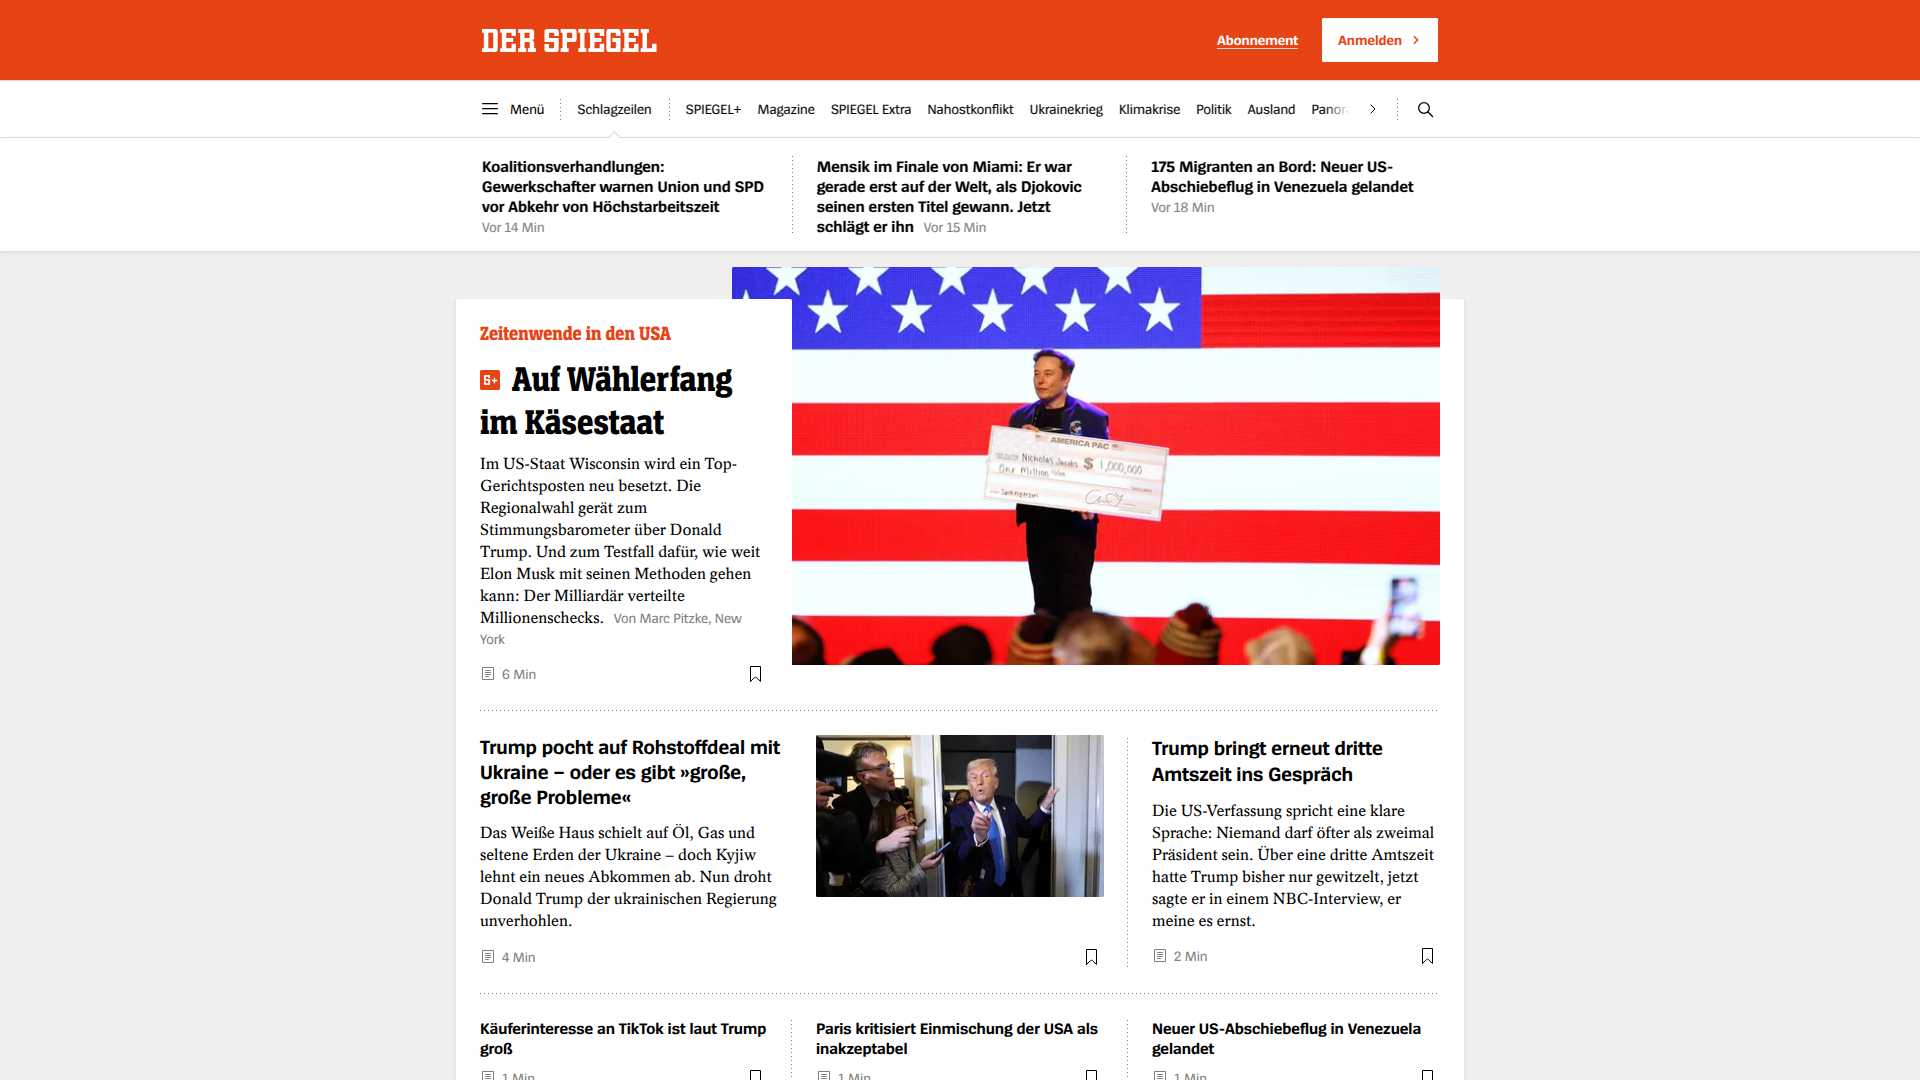 DER SPIEGEL
Abonnement
Anmelden
Menü
Schlagzeilen
SPIEGEL+
Magazine
SPIEGEL Extra
Nahostkonflikt
Ukrainekrieg
Klimakrise
Politik
Ausland
Koalitionsverhandlungen:
Gewerkschafter warnen Union und SPD
vor Abkehr von Höchstarbeitszeit
Vor 14 Min
Mensik im Finale von Miami: Er war
gerade erst auf der Welt, als Djokovic
seinen ersten Titel gewann. Jetzt
schlägt er ihn Vor 15 Min
175 Migranten an Bord: Neuer US-
Abschiebeflug in Venezuela gelandet
Vor 18 Min
Zeitenwende in den USA
S+ Auf Wählerfang
im Käsestaat
Im US-Staat Wisconsin wird ein Top-
Gerichtsposten neu besetzt. Die
Regionalwahl gerät zum
Stimmungsbarometer über Donald
Trump. Und zum Testfall dafür, wie weit
Elon Musk mit seinen Methoden gehen
kann: Der Milliardär verteilte
Millionenschecks. Von Marc Pitzke, New
York
6 Min
AMERICA PAC
Nicholas Jacobs $ 1,000,000
One Million
Trump pocht auf Rohstoffdeal mit
Ukraine – oder es gibt »große,
große Probleme«
Das Weiße Haus schielt auf Öl, Gas und
seltene Erden der Ukraine – doch Kyjiw
lehnt ein neues Abkommen ab. Nun droht
Donald Trump der ukrainischen Regierung
unverhohlen.
4 Min
Trump bringt erneut dritte
Amtszeit ins Gespräch
Die US-Verfassung spricht eine klare
Sprache: Niemand darf öfter als zweimal
Präsident sein. Über eine dritte Amtszeit
hatte Trump bisher nur gewitzelt, jetzt
sagte er in einem NBC-Interview, er
meine es ernst.
2 Min
Käuferinteresse an TikTok ist laut Trump
groß
1 Min
Paris kritisiert Einmischung der USA als
inakzeptabel
1 Min
Neuer US-Abschiebeflug in Venezuela
gelandet
1 Min